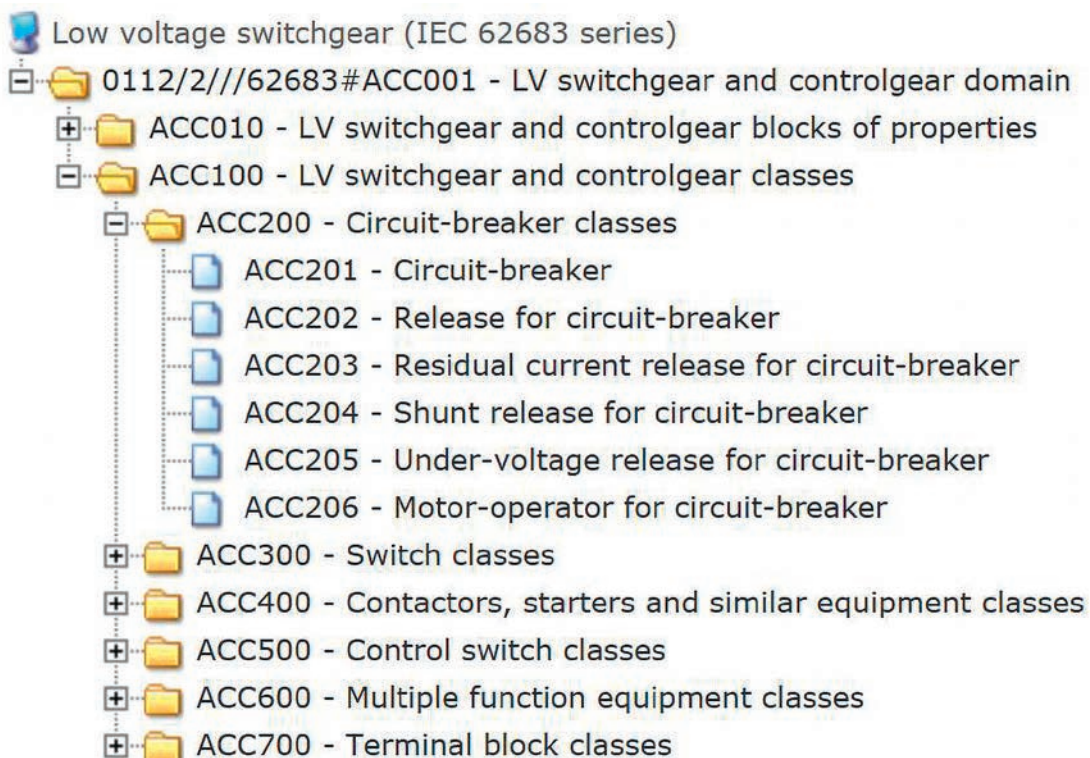 Low voltage switchgear (IEC 62683 series)
0112/2///62683#ACC001 - LV switchgear and controlgear domain
ACC010 - LV switchgear and controlgear blocks of properties
ACC100 - LV switchgear and controlgear classes
ACC200 - Circuit-breaker classes
ACC201 - Circuit-breaker
ACC202 - Release for circuit-breaker
ACC203 - Residual current release for circuit-breaker
ACC204 - Shunt release for circuit-breaker
ACC205 - Under-voltage release for circuit-breaker
ACC206 - Motor-operator for circuit-breaker
ACC300 - Switch classes
ACC400 - Contactors, starters and similar equipment classes
ACC500 - Control switch classes
ACC600 - Multiple function equipment classes
ACC700 - Terminal block classes